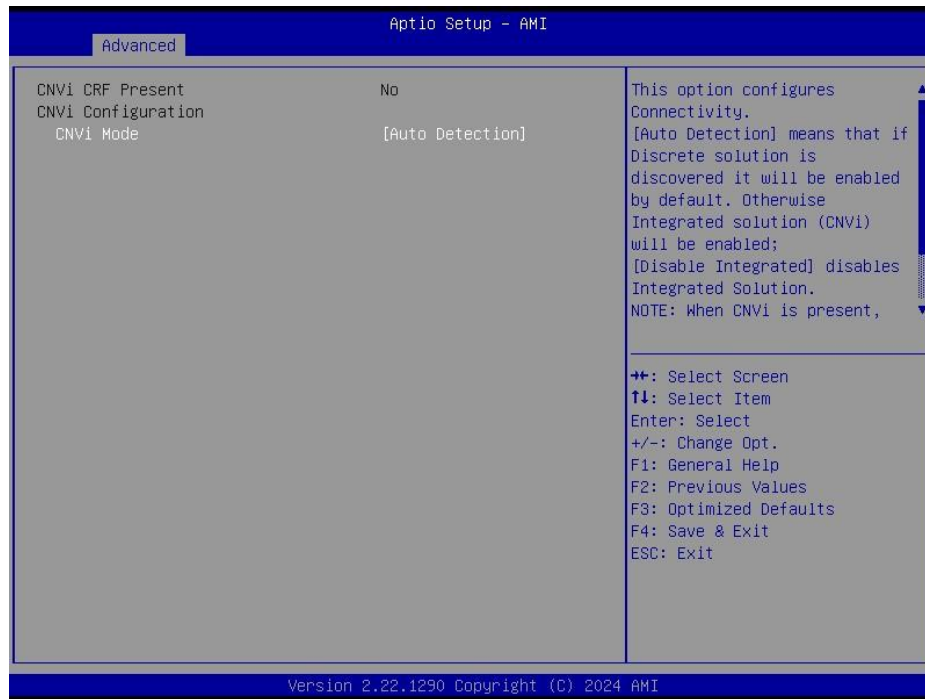 Aptio Setup - AMI
Advanced
CNVi CRF Present No
CNVi Configuration
CNVi Mode [Auto Detection]
This option configures
Connectivity.
[Auto Detection] means that if
Discrete solution is
discovered it will be enabled
by default. Otherwise
Integrated solution (CNVi)
will be enabled;
[Disable Integrated] disables
Integrated Solution.
NOTE: When CNVi is present,
→←: Select Screen
↑↓: Select Item
Enter: Select
+/-: Change Opt.
F1: General Help
F2: Previous Values
F3: Optimized Defaults
F4: Save & Exit
ESC: Exit
Version 2.22.1290 Copyright (C) 2024 AMI